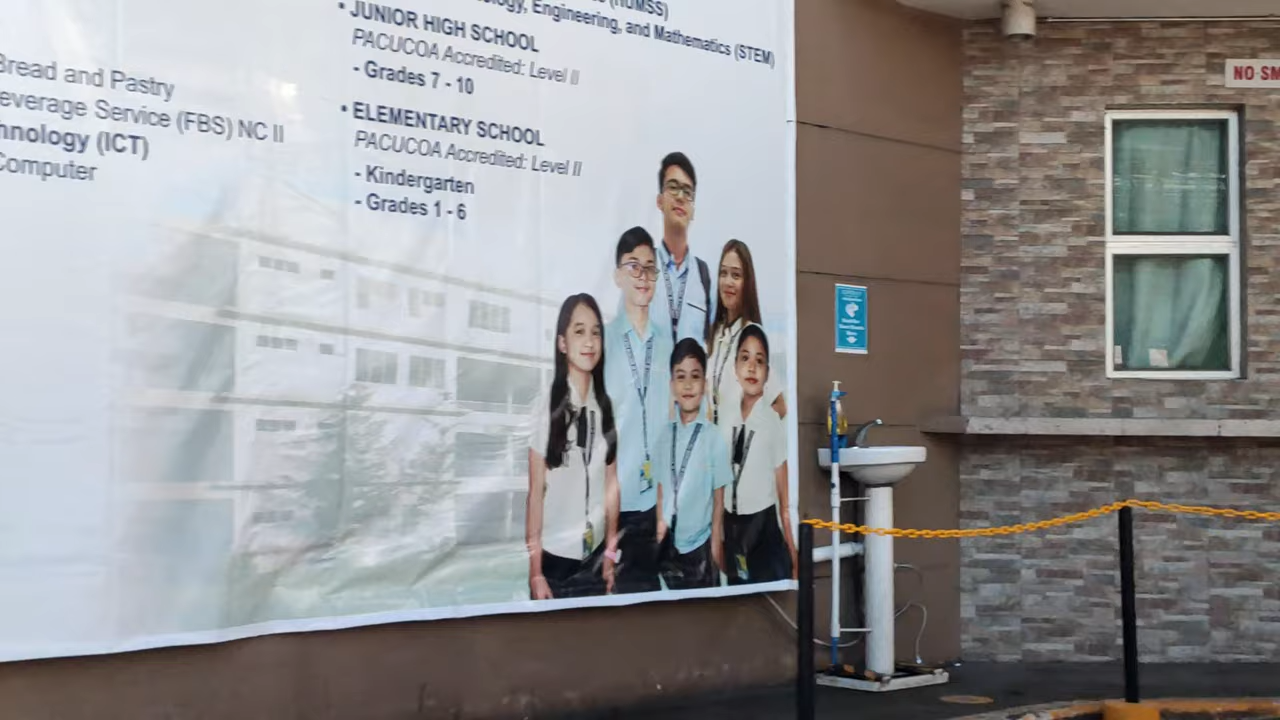 Bread and Pastry
everage Service (FBS) NC II
hnology (ICT)
Computer
(HUMSS)
ology, Engineering, and Mathematics (STEM)
• JUNIOR HIGH SCHOOL
PACUCOA Accredited: Level II
- Grades 7 - 10
• ELEMENTARY SCHOOL
PACUCOA Accredited: Level II
- Kindergarten
- Grades 1 - 6
NO SM